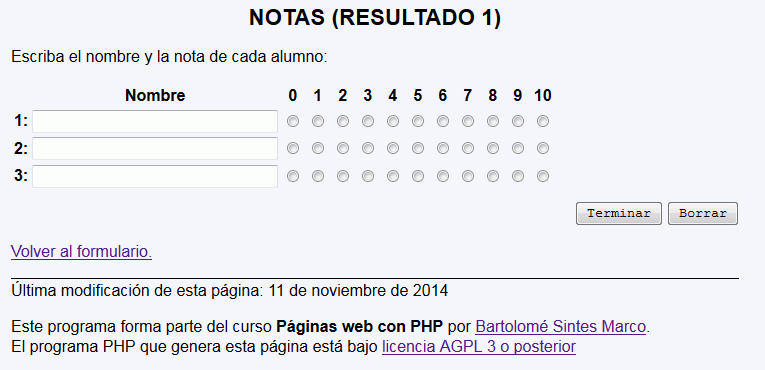 NOTAS (RESULTADO 1)
Escriba el nombre y la nota de cada alumno:
Nombre 0 1 2 3 4 5 6 7 8 9 10
1:
2:
3:
Terminar Borrar
Volver al formulario.
Última modificación de esta página: 11 de noviembre de 2014
Este programa forma parte del curso Páginas web con PHP por Bartolomé Sintes Marco.
El programa PHP que genera esta página está bajo licencia AGPL 3 o posterior